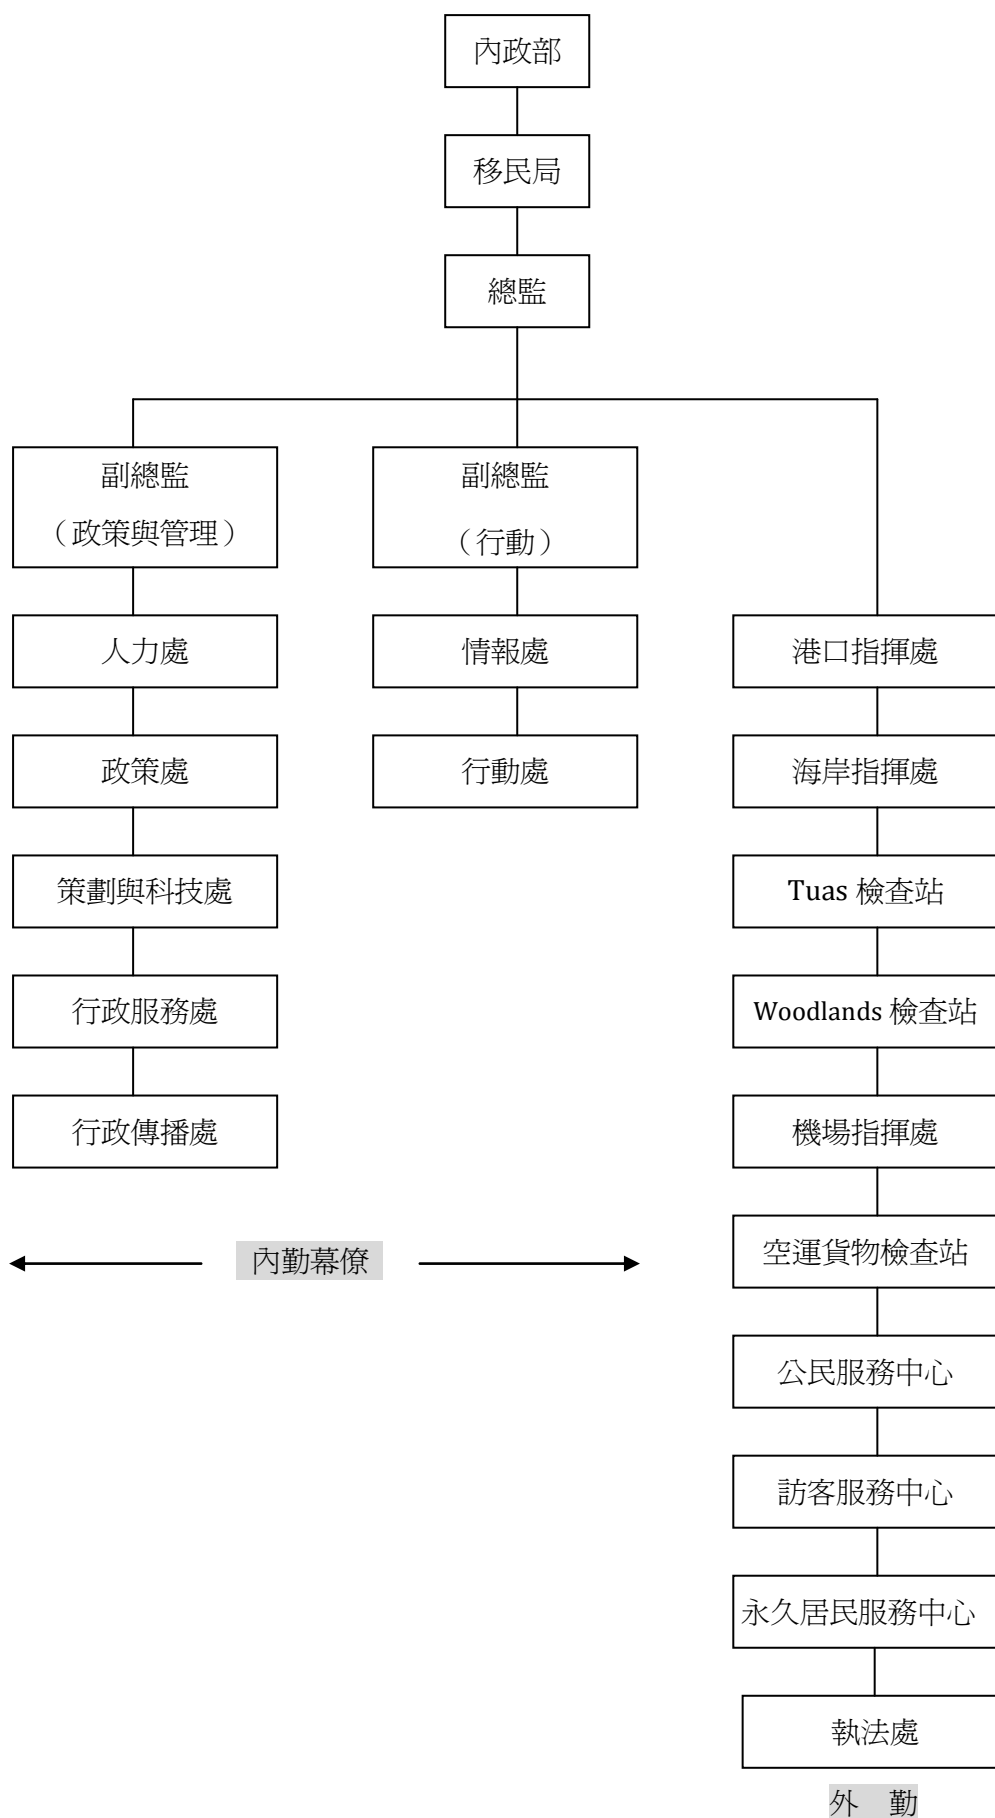 內政部
移民局
總監
副總監
（政策與管理）
人力處
政策處
策劃與科技處
行政服務處
行政傳播處
副總監
（行動）
情報處
行動處
內勤幕僚
港口指揮處
海岸指揮處
Tuas 檢查站
Woodlands 檢查站
機場指揮處
空運貨物檢查站
公民服務中心
訪客服務中心
永久居民服務中心
執法處
外　勤